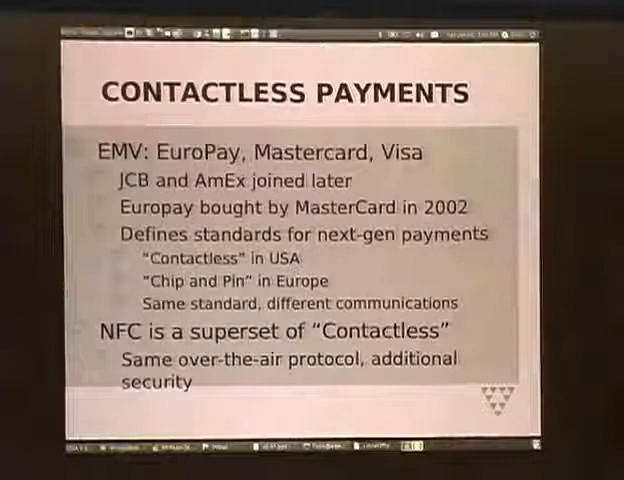 CONTACTLESS PAYMENTS
EMV: EuroPay, Mastercard, Visa
JCB and AmEx joined later
Europay bought by MasterCard in 2002
Defines standards for next-gen payments
“Contactless” in USA
“Chip and Pin” in Europe
Same standard, different communications
NFC is a superset of “Contactless”
Same over-the-air protocol, additional
security